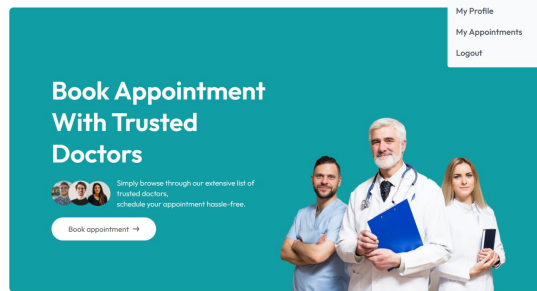 My Profile
My Appointments
Logout
Book Appointment
With Trusted
Doctors
Simply browse through our extensive list of
trusted doctors,
schedule your appointment hassle-free.
Book appointment →